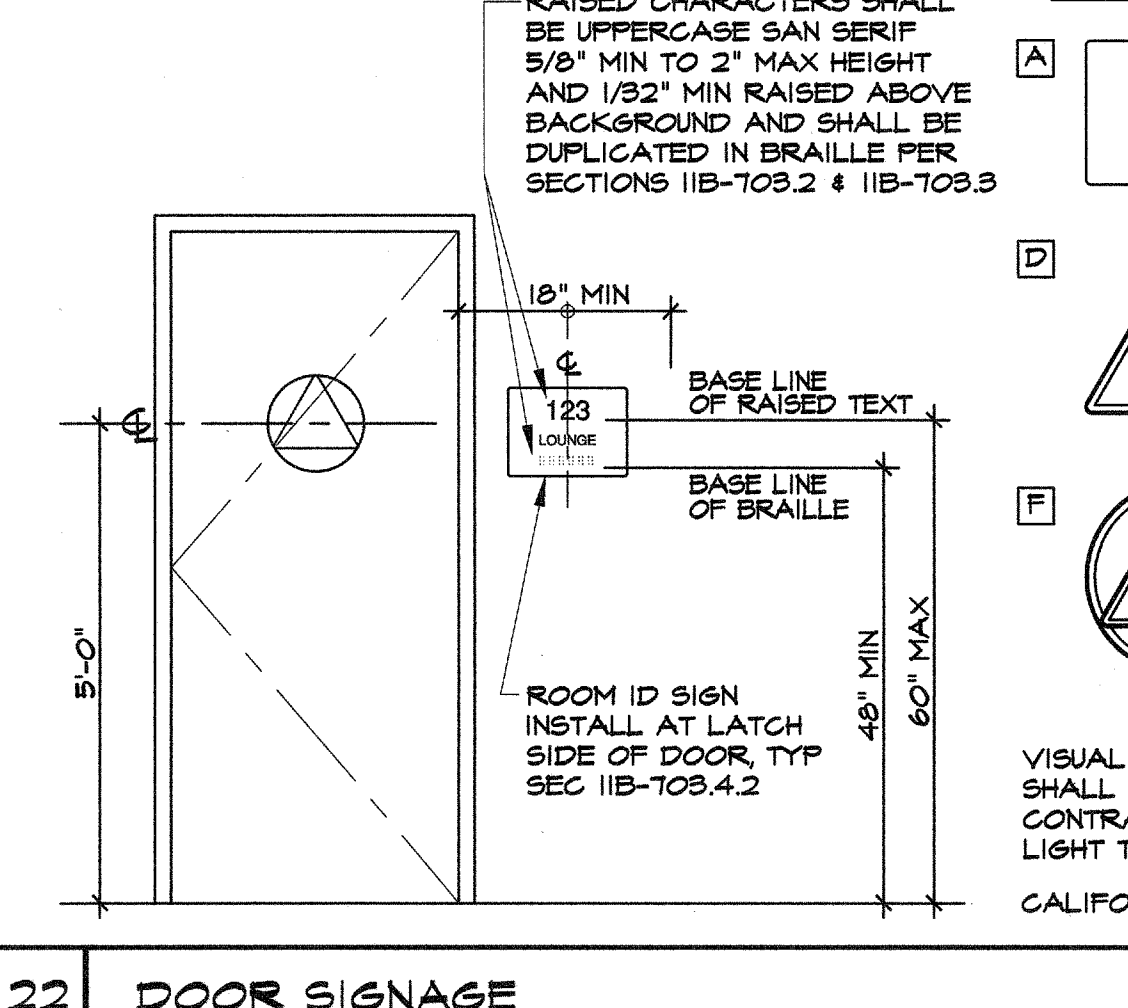 RAISED CHARACTERS SHALL
BE UPPERCASE SAN SERIF
5/8" MIN TO 2" MAX HEIGHT
AND 1/32" MIN RAISED ABOVE
BACKGROUND AND SHALL BE
DUPLICATED IN BRAILLE PER
SECTIONS 11B-703.2 & 11B-703.3
A
D
18" MIN
℄
BASE LINE
OF RAISED TEXT
123
LOUNGE
℄
BASE LINE
OF BRAILLE
F
5'-0"
48" MIN
60" MAX
ROOM ID SIGN
INSTALL AT LATCH
SIDE OF DOOR, TYP
SEC 11B-703.4.2
VISUAL
SHALL
LIGHT
22
DOOR SIGNAGE